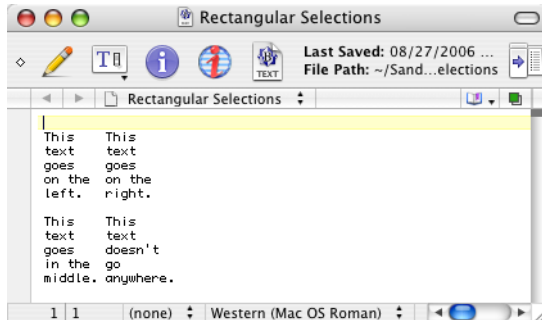 Rectangular Selections
T
TEXT
Last Saved: 08/27/2006 ...
File Path: ~/Sand...elections
Rectangular Selections
This    This
text    text
goes    goes
on the  on the
left.   right.
This    This
text    text
goes    doesn't
in the  go
middle. anywhere.
1 1 (none) Western (Mac OS Roman)